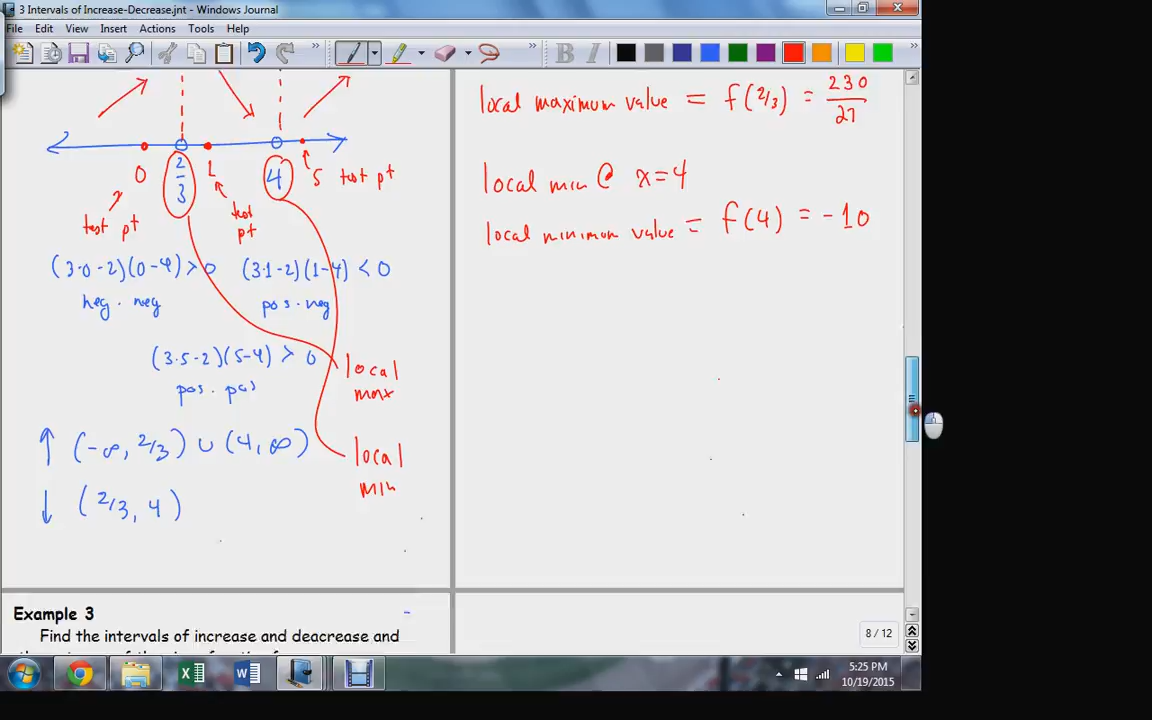 3 Intervals of Increase-Decrease.jnt - Windows Journal
File Edit View Insert Actions Tools Help
B I
0 2/3 1 4 5 test pt
test pt
test pt
(3·0-2)(0-4) > 0 (3·1-2)(1-4) < 0
neg · neg pos · neg
(3·5-2)(5-4) > 0
pos · pos
local max
↑ (-∞, 2/3) ∪ (4, ∞)
local min
↓ (2/3, 4)
Example 3
Find the intervals of increase and deacrease and
local maximum value = f(2/3) = 230/27
local min @ x=4
local minimum value = f(4) = -10
8 / 12
5:25 PM
10/19/2015